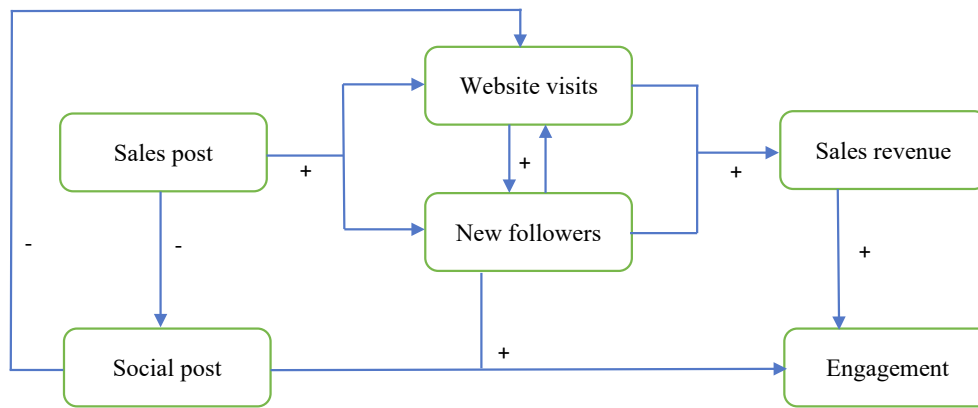 Website visits
Sales post
Sales revenue
+
+
+
New followers
-
-
+
+
Social post
Engagement